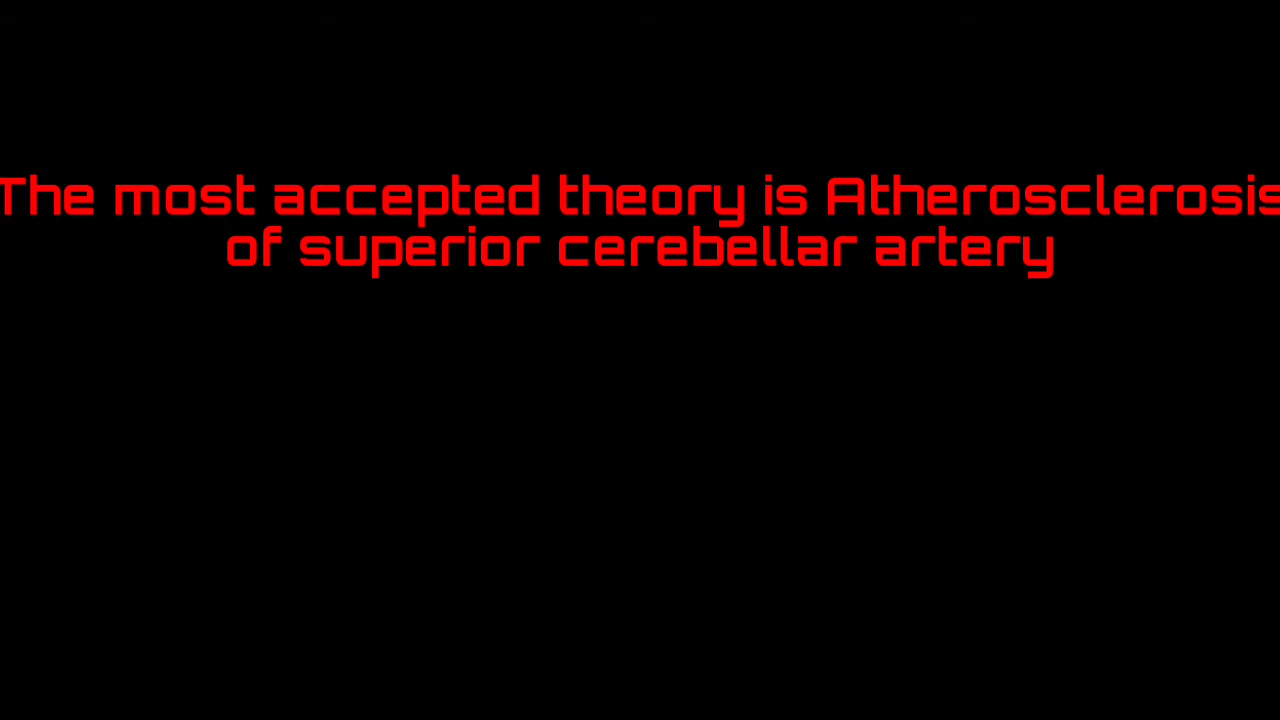 The most accepted theory is Atherosclerosis
of superior cerebellar artery